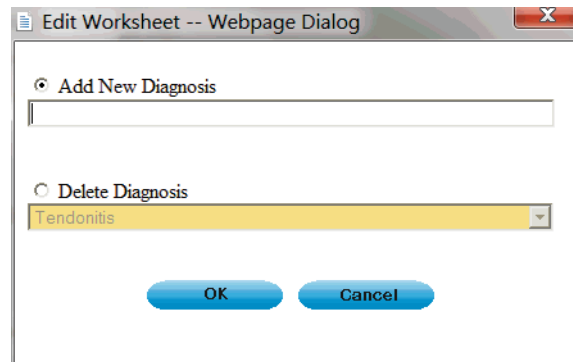 Edit Worksheet -- Webpage Dialog
X
Add New Diagnosis
Delete Diagnosis
Tendonitis
OK Cancel